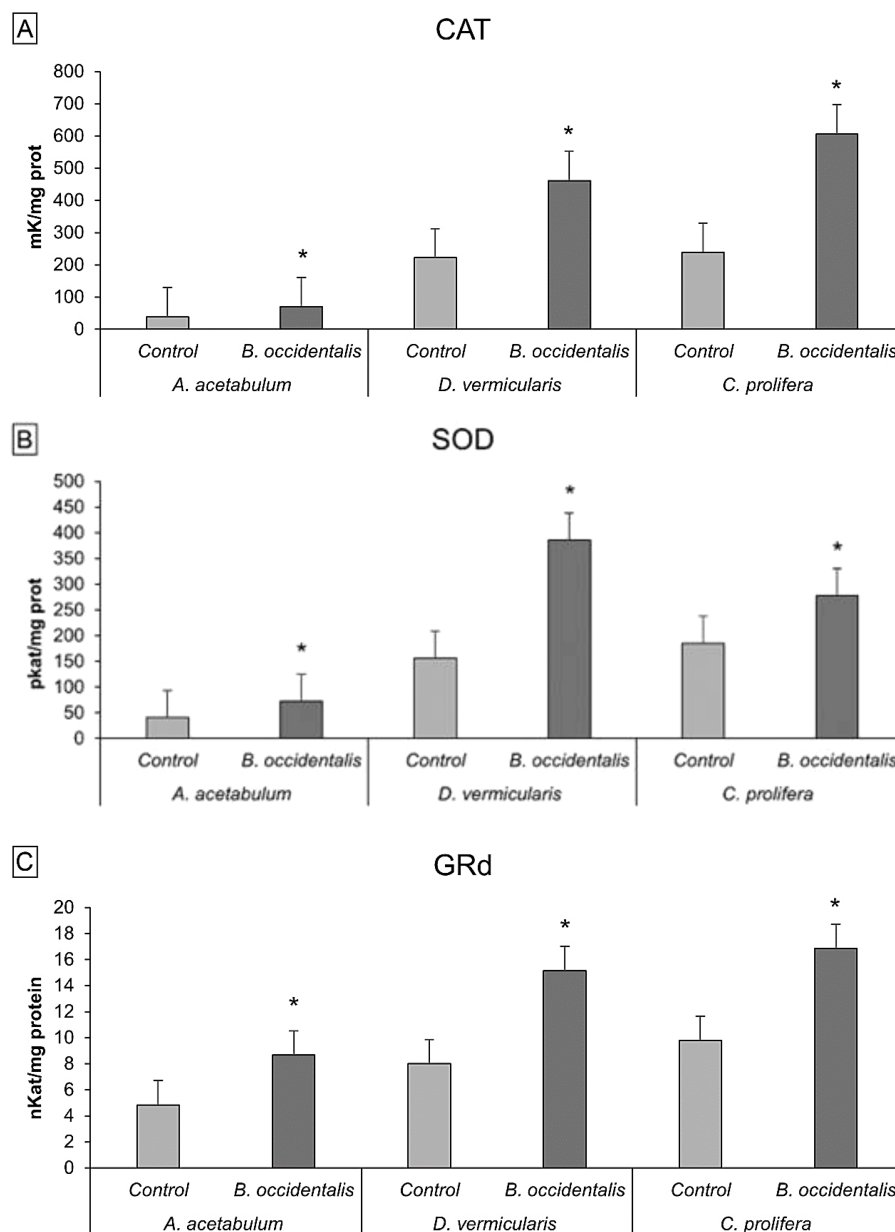 A
CAT
800
700
600
500
400
300
200
100
0
mK/mg prot
*
*
*
Control B. occidentalis Control B. occidentalis Control B. occidentalis
A. acetabulum D. vermicularis C. prolifera
B
SOD
500
450
400
350
300
250
200
150
100
50
0
pkat/mg prot
*
*
*
Control B. occidentalis Control B. occidentalis Control B. occidentalis
A. acetabulum D. vermicularis C. prolifera
C
GRd
20
18
16
14
12
10
8
6
4
2
0
nKat/mg protein
*
*
*
Control B. occidentalis Control B. occidentalis Control B. occidentalis
A. acetabulum D. vermicularis C. prolifera